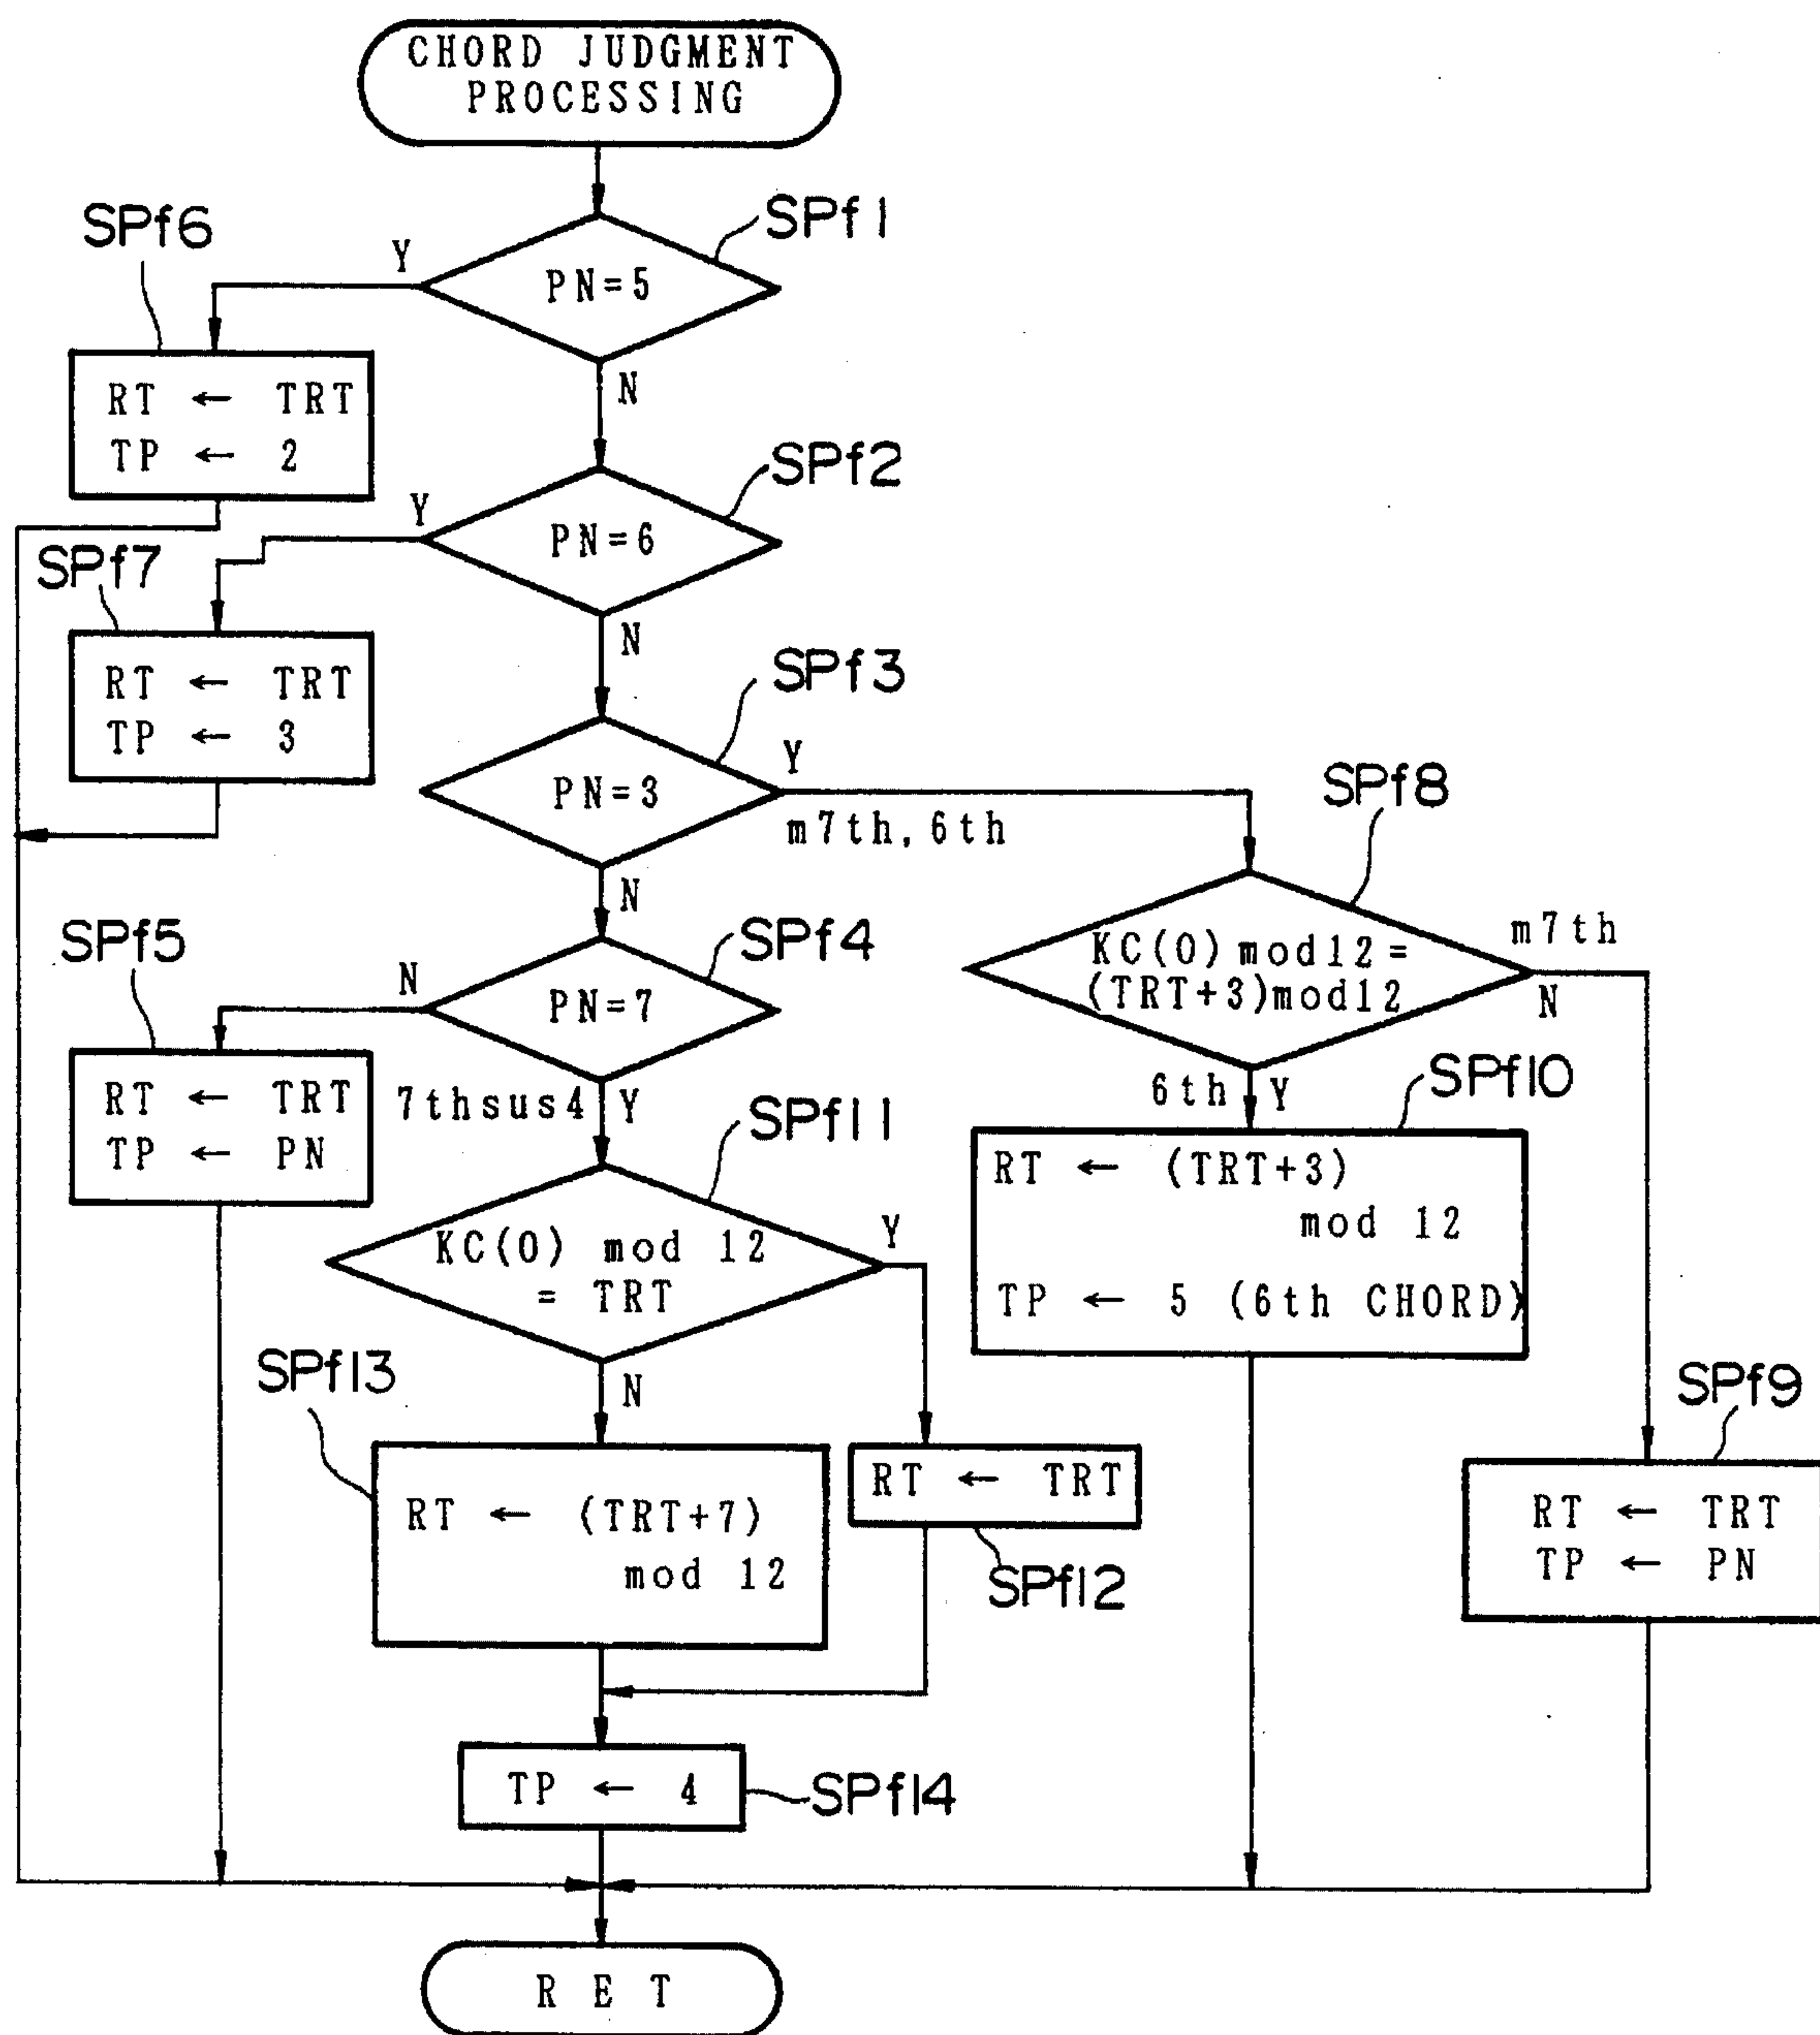 CHORD JUDGMENT
PROCESSING
SPf1
PN=5
Y
N
SPf6
RT ← TRT
TP ← 2
SPf2
PN=6
Y
N
SPf7
RT ← TRT
TP ← 3
SPf3
PN=3
Y
m7th, 6th
N
SPf8
KC(0) mod12=
(TRT+3)mod12
m7th
N
6th Y
SPf4
PN=7
N
7thsus4 Y
SPf5
RT ← TRT
TP ← PN
SPf10
RT ← (TRT+3)
mod 12
TP ← 5 (6th CHORD)
SPf11
KC(0) mod 12
= TRT
Y
N
SPf13
RT ← (TRT+7)
mod 12
RT ← TRT
SPf12
SPf9
RT ← TRT
TP ← PN
TP ← 4
SPf14
RET